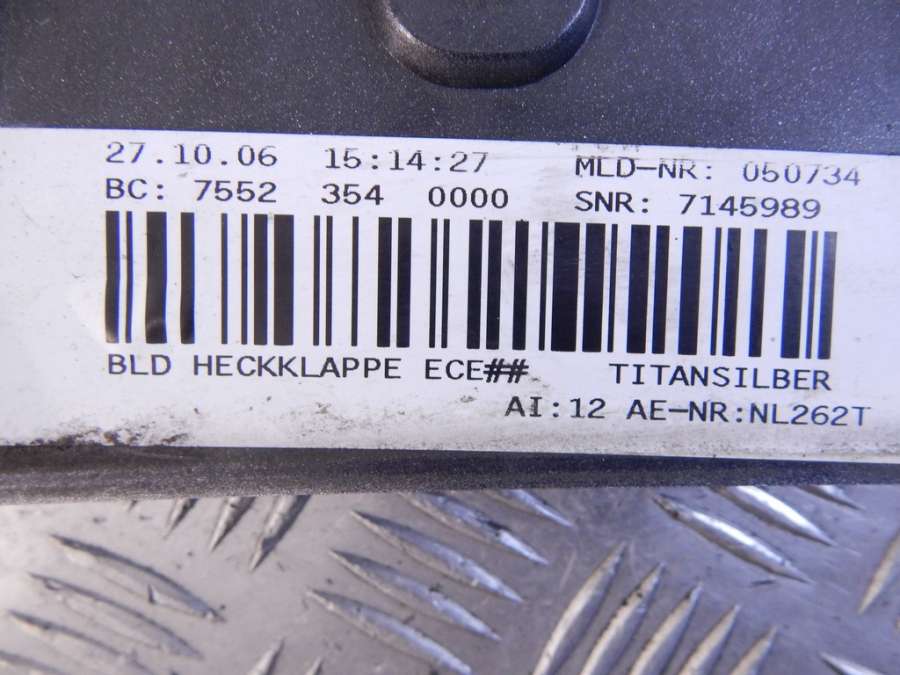 27.10.06 15:14:27 MLD-NR: 050734
BC: 7552 354 0000 SNR: 7145989
BLD HECKKLAPPE ECE## TITANSILBER
AI:12 AE-NR:NL262T